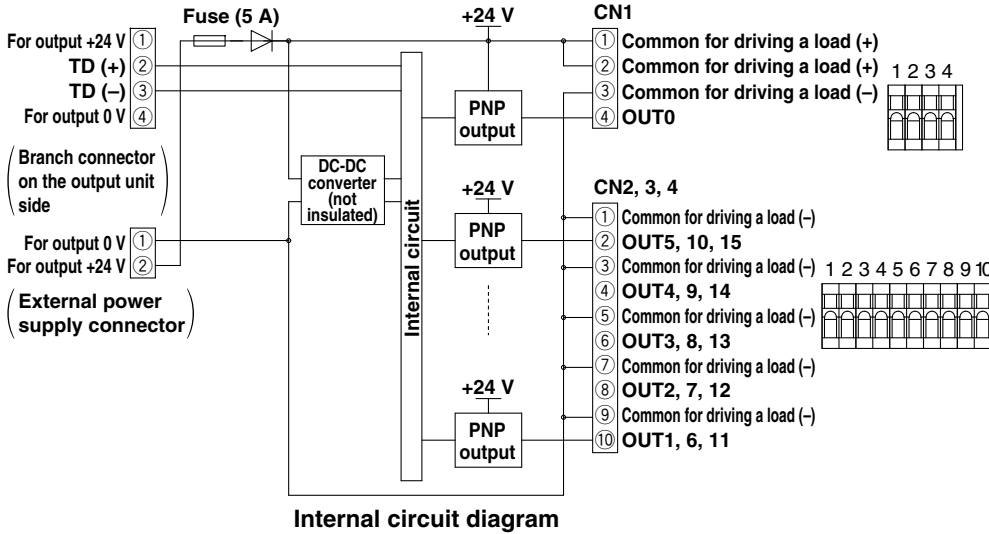 Fuse (5 A)
+24 V
CN1
For output +24 V ①
TD (+) ②
TD (–) ③
For output 0 V ④
① Common for driving a load (+)
② Common for driving a load (+)
③ Common for driving a load (–)
④ OUT0
1 2 3 4
PNP output
(Branch connector
on the output unit
side)
DC-DC
converter
(not
insulated)
Internal circuit
For output 0 V ①
For output +24 V ②
(External power
supply connector)
+24 V
PNP
output
+24 V
PNP
output
CN2, 3, 4
① Common for driving a load (–)
② OUT5, 10, 15
③ Common for driving a load (–)
④ OUT4, 9, 14
⑤ Common for driving a load (–)
⑥ OUT3, 8, 13
⑦ Common for driving a load (–)
⑧ OUT2, 7, 12
⑨ Common for driving a load (–)
⑩ OUT1, 6, 11
1 2 3 4 5 6 7 8 9 10
Internal circuit diagram